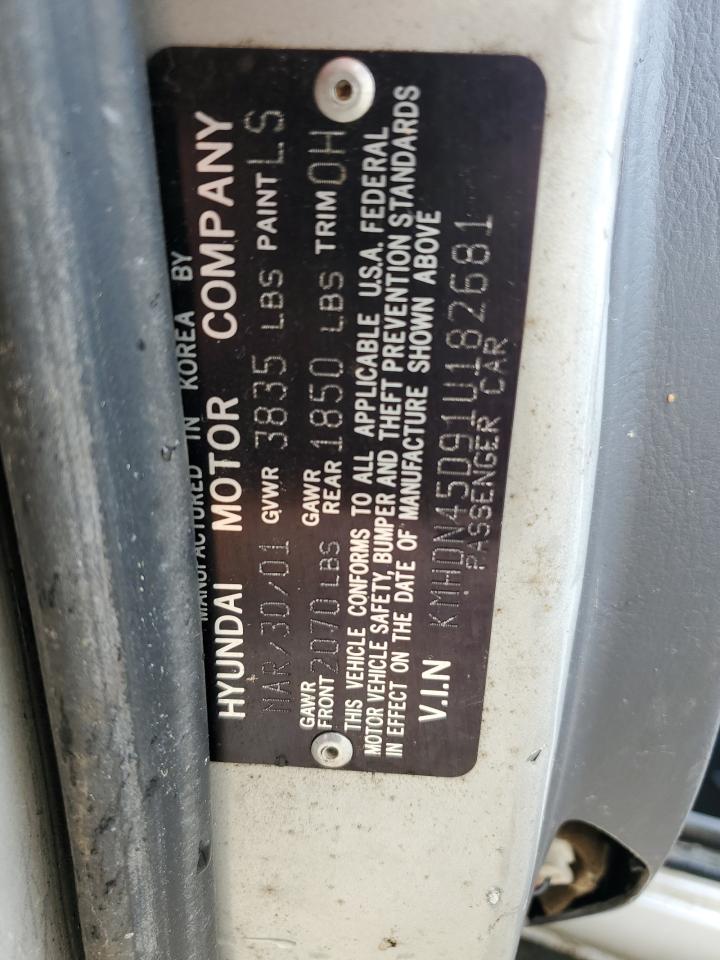 MANUFACTURED IN KOREA BY
HYUNDAI MOTOR COMPANY
MAR/30/01 GVWR 3835 LBS PAINT LS
GAWR FRONT 2070 LBS GAWR REAR 1850 LBS TRIM OH
THIS VEHICLE CONFORMS TO ALL APPLICABLE U.S.A. FEDERAL
MOTOR VEHICLE SAFETY, BUMPER AND THEFT PREVENTION STANDARDS
IN EFFECT ON THE DATE OF MANUFACTURE SHOWN ABOVE
V.I.N KMHDN45D91U182681
PASSENGER CAR